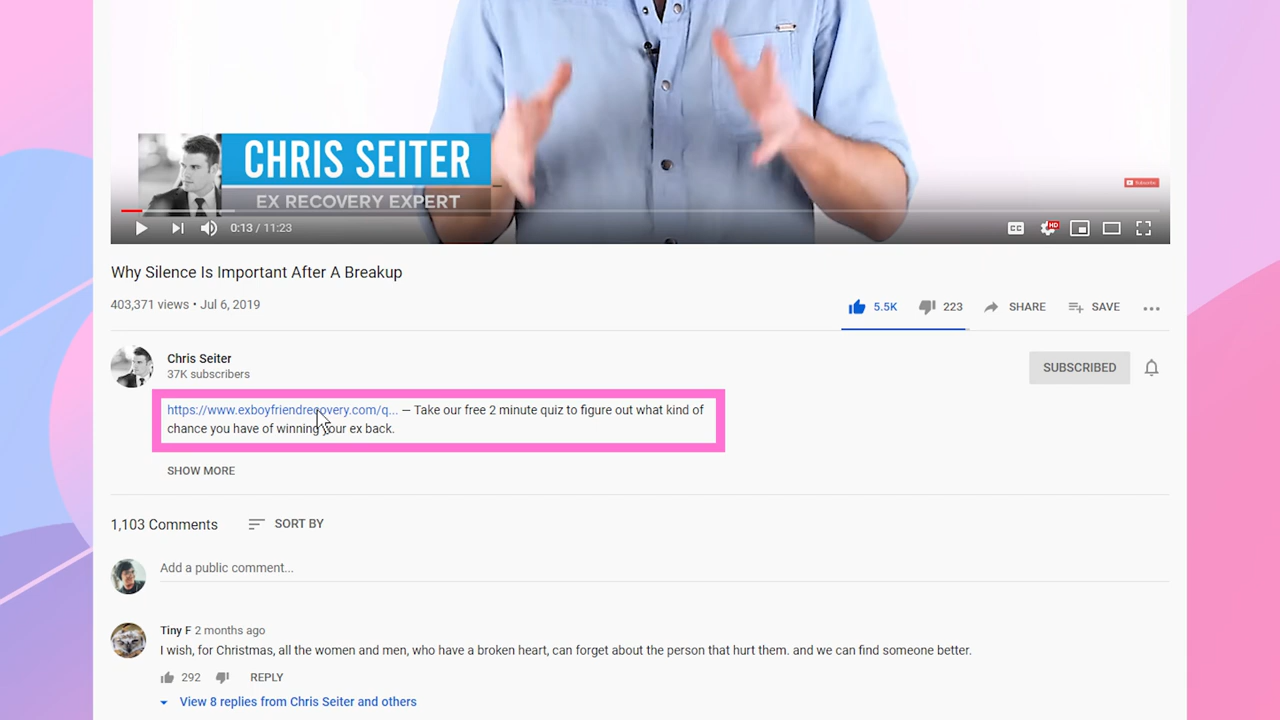 CHRIS SEITER
EX RECOVERY EXPERT
Subscribe
0:13 / 11:23
CC
HD
Why Silence Is Important After A Breakup
403,371 views • Jul 6, 2019
5.5K
223
SHARE
SAVE
Chris Seiter
37K subscribers
SUBSCRIBED
https://www.exboyfriendrecovery.com/q... — Take our free 2 minute quiz to figure out what kind of
chance you have of winning your ex back.
SHOW MORE
1,103 Comments
SORT BY
Add a public comment...
Tiny F 2 months ago
I wish, for Christmas, all the women and men, who have a broken heart, can forget about the person that hurt them. and we can find someone better.
292
REPLY
View 8 replies from Chris Seiter and others